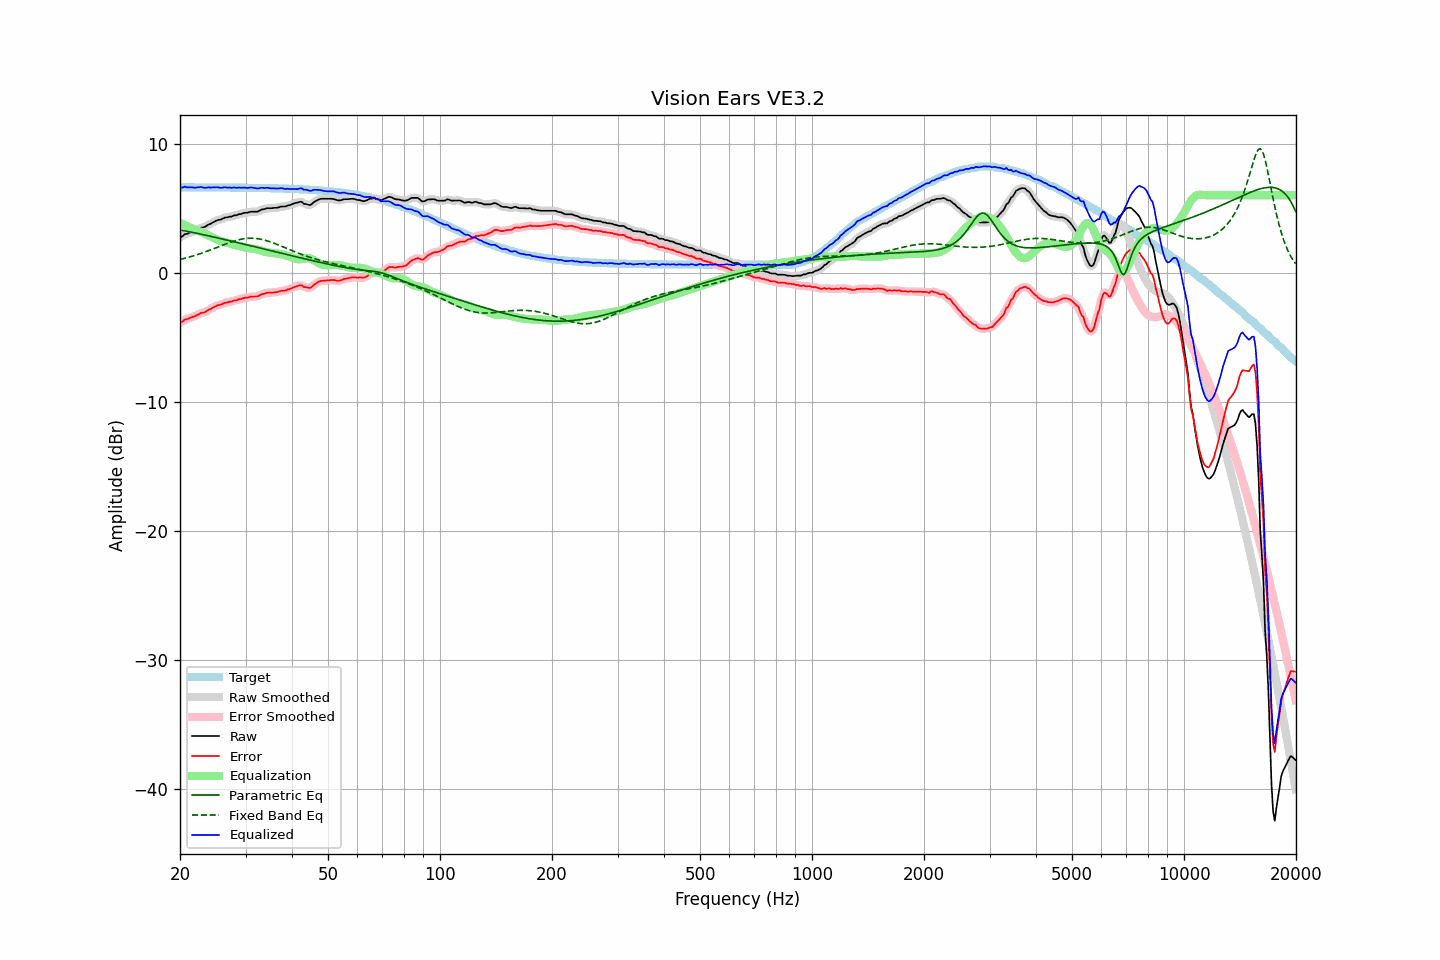 Vision Ears VE3.2
Amplitude (dBr)
10
0
−10
−20
−30
−40
Target
Raw Smoothed
Error Smoothed
Raw
Error
Equalization
Parametric Eq
Fixed Band Eq
Equalized
20 50 100 200 500 1000 2000 5000 10000 20000
Frequency (Hz)